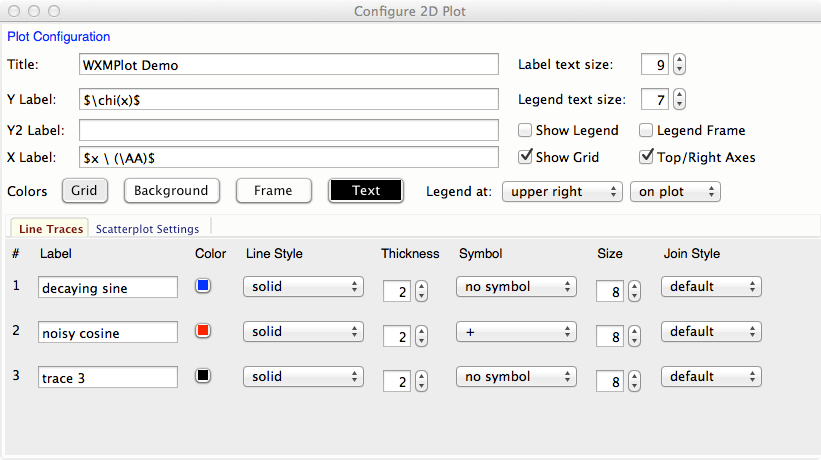 Configure 2D Plot
Plot Configuration
Title: WXMPlot Demo Label text size: 9
Y Label: $\chi(x)$ Legend text size: 7
Y2 Label: Show Legend Legend Frame
X Label: $x \ (\AA)$ Show Grid Top/Right Axes
Colors Grid Background Frame Text Legend at: upper right on plot
Line Traces Scatterplot Settings
# Label Color Line Style Thickness Symbol Size Join Style
1 decaying sine solid 2 no symbol 8 default
2 noisy cosine solid 2 + 8 default
3 trace 3 solid 2 no symbol 8 default